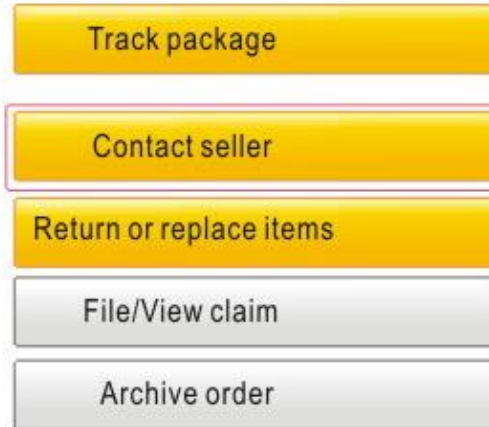 Track package
Contact seller
Return or replace items
File/View claim
Archive order